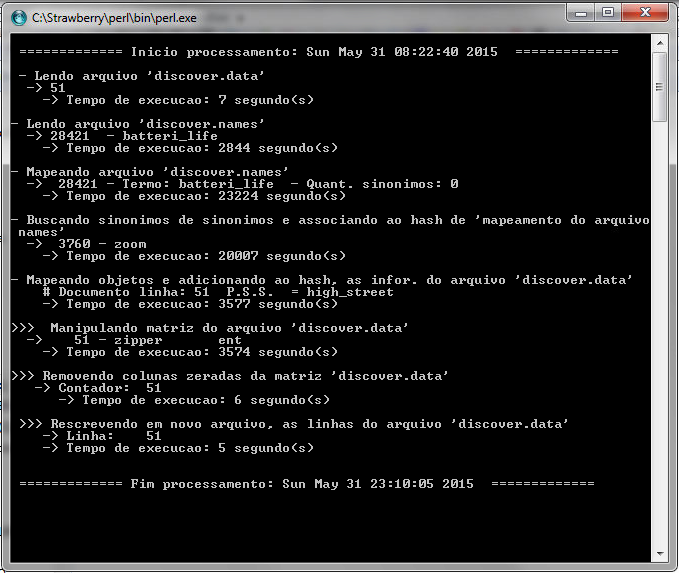 C:\Strawberry\perl\bin\perl.exe
============= Inicio processamento: Sun May 31 08:22:40 2015 =============
- Lendo arquivo 'discover.data'
-> 51
-> Tempo de execucao: 7 segundo(s)
- Lendo arquivo 'discover.names'
-> 28421 - batteri_life
-> Tempo de execucao: 2844 segundo(s)
- Mapeando arquivo 'discover.names'
-> 28421 - Termo: batteri_life - Quant. sinonimos: 0
-> Tempo de execucao: 23224 segundo(s)
- Buscando sinonimos de sinonimos e associando ao hash de 'mapeamento do arquivo
names'
-> 3760 - zoom
-> Tempo de execucao: 20007 segundo(s)
- Mapeando objetos e adicionando ao hash, as infor. do arquivo 'discover.data'
# Documento linha: 51 P.S.S. = high_street
-> Tempo de execucao: 3577 segundo(s)
>>> Manipulando matriz do arquivo 'discover.data'
-> 51 - zipper ent
-> Tempo de execucao: 3574 segundo(s)
>>> Removendo colunas zeradas da matriz 'discover.data'
-> Contador: 51
-> Tempo de execucao: 6 segundo(s)
>>> Rescrevendo em novo arquivo, as linhas do arquivo 'discover.data'
-> Linha: 51
-> Tempo de execucao: 5 segundo(s)
============= Fim processamento: Sun May 31 23:10:05 2015 =============